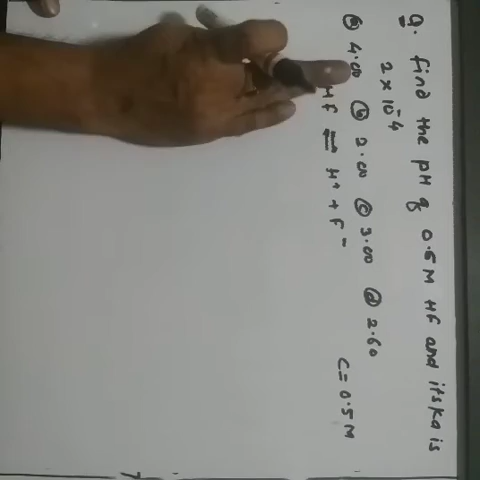 Q. find the pH of 0.5 M HF and its Ka is
2 × 10⁻⁴
ⓐ 4.00 ⓑ 2.00 ⓒ 3.00 ⓓ 2.60
C = 0.5 M
HF ⇌ H⁺ + F⁻